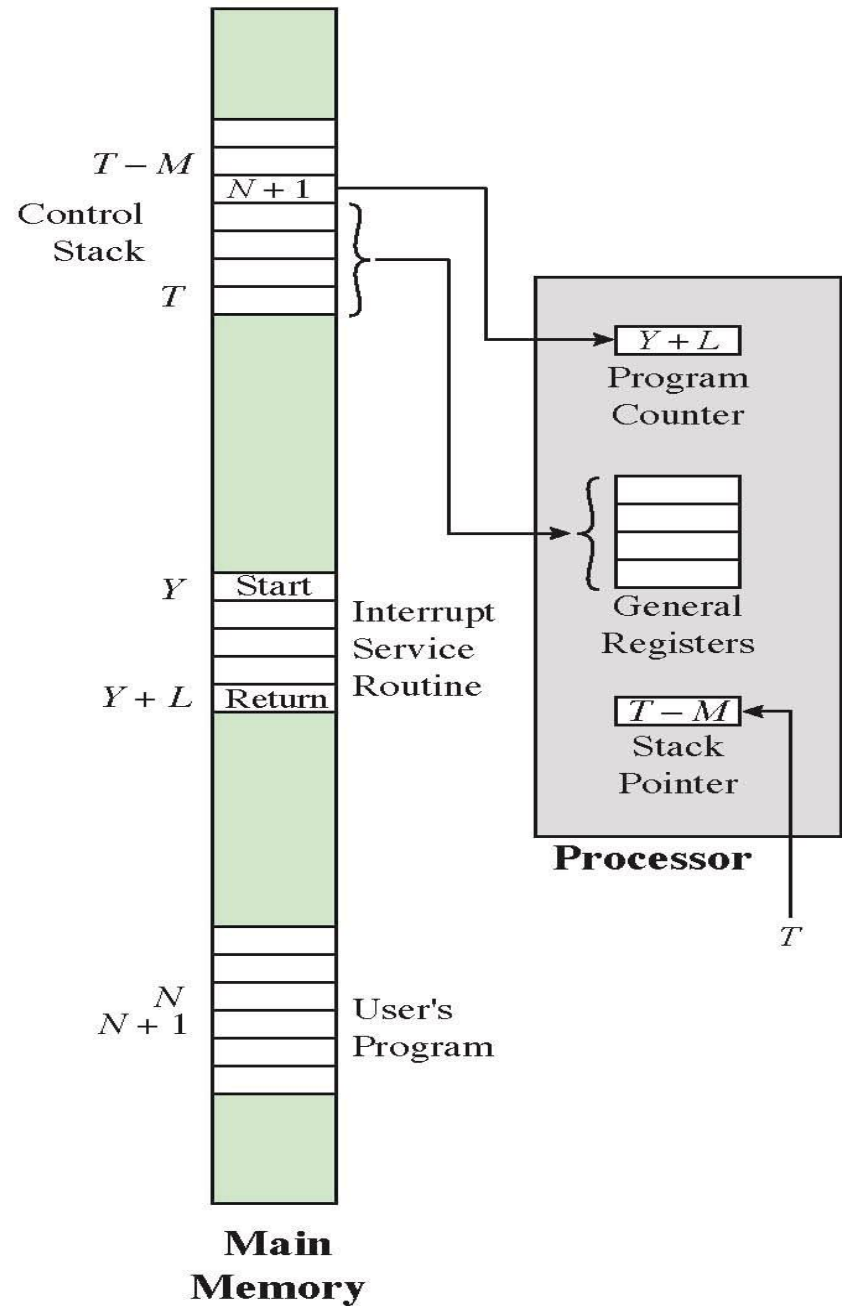 T − M
N + 1
Control
Stack
T
Y + L
Program
Counter
General
Registers
T − M
Stack
Pointer
Processor
T
Y
Start
Interrupt
Service
Routine
Y + L
Return
N
N + 1
User's
Program
Main
Memory